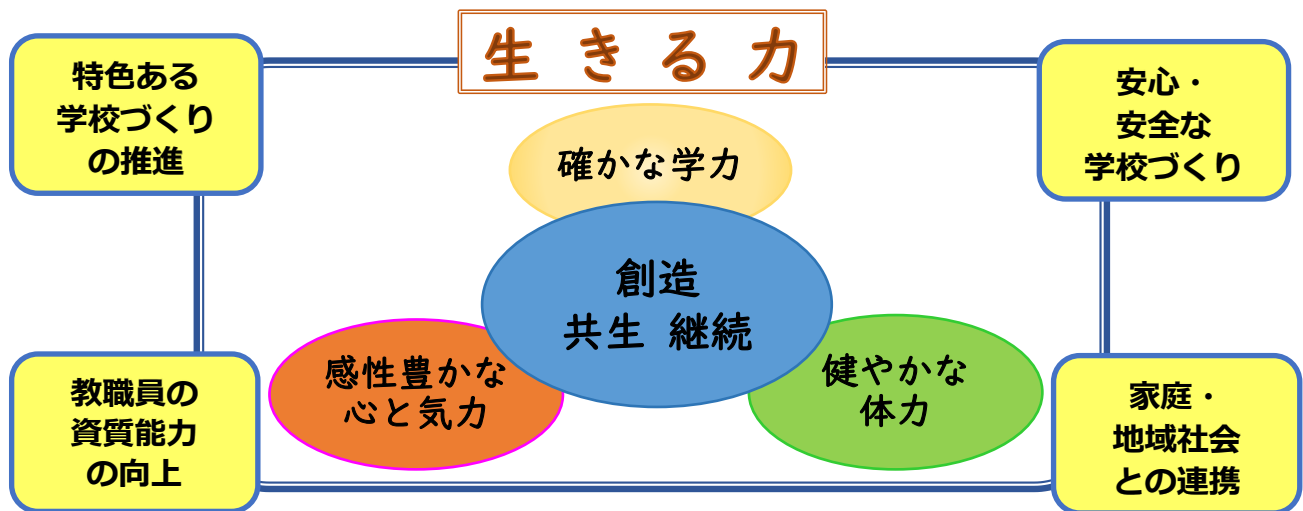 生きる力
特色ある
学校づくり
の推進
安心・
安全な
学校づくり
確かな学力
創造
共生 継続
感性豊かな
心と気力
健やかな
体力
教職員の
資質能力
の向上
家庭・
地域社会
との連携